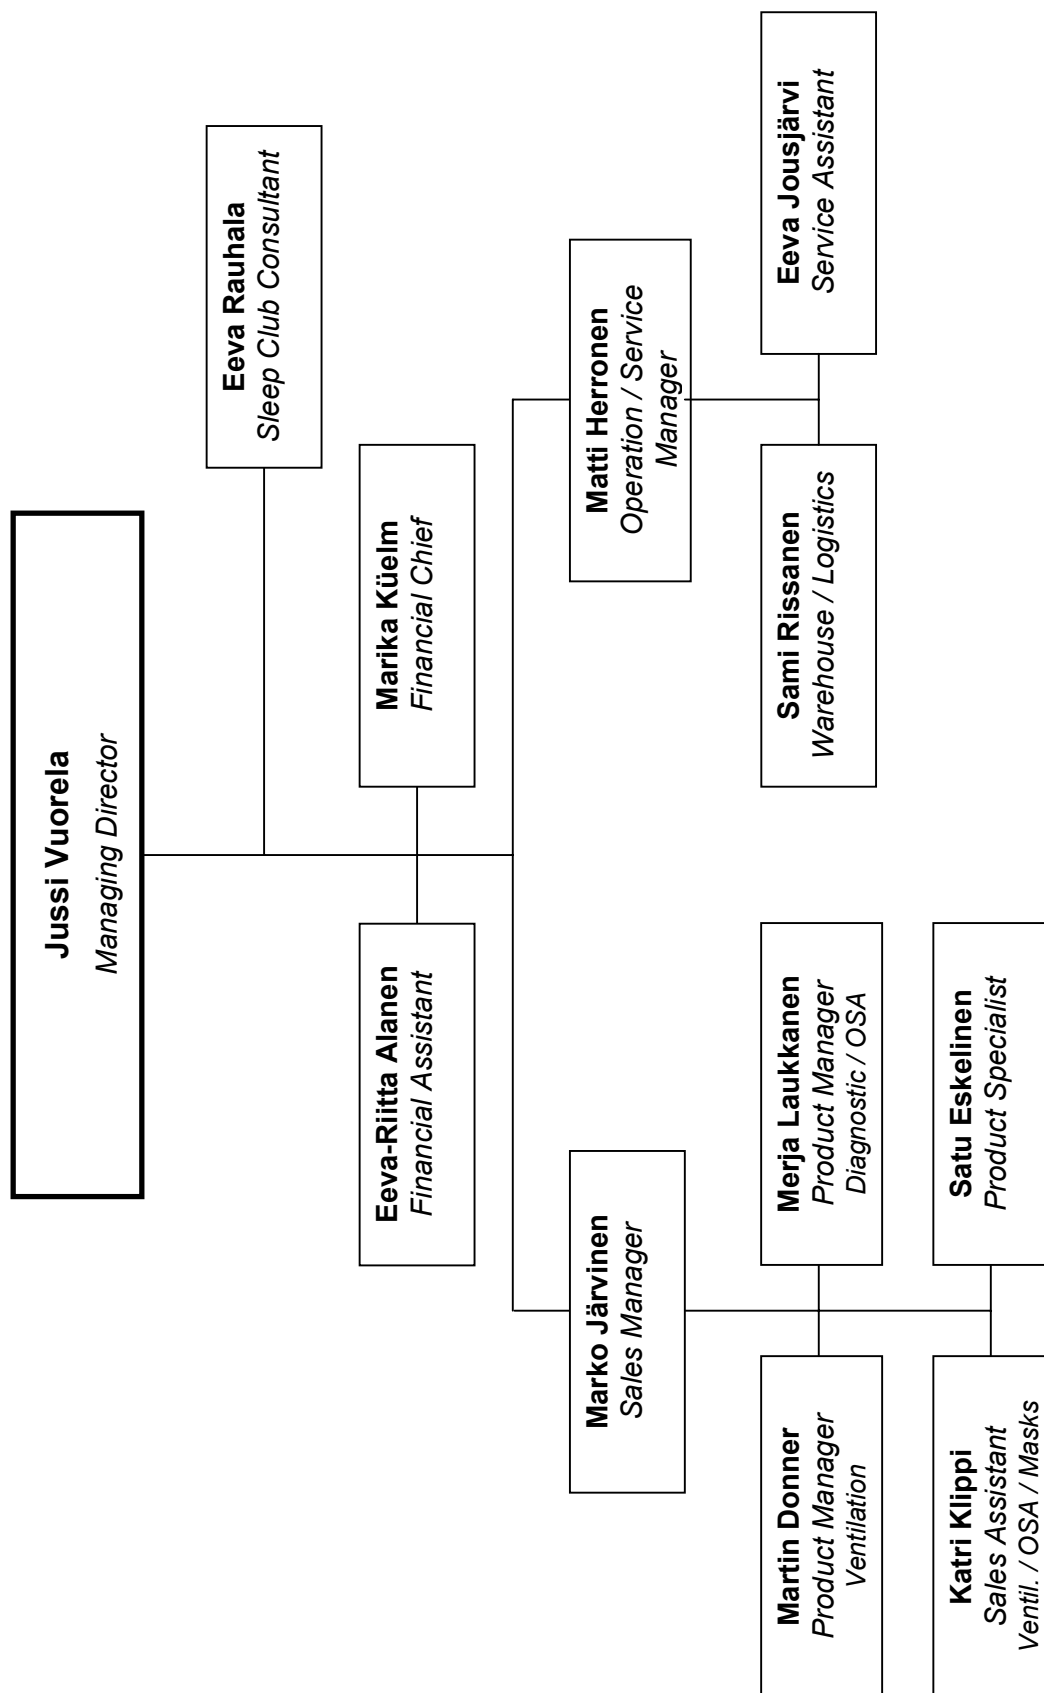 Jussi Vuorela
Managing Director
Eeva Rauhala
Sleep Club Consultant
Eeva-Riitta Alanen
Financial Assistant
Marika Küelm
Financial Chief
Marko Järvinen
Sales Manager
Matti Herronen
Operation / Service
Manager
Martin Donner
Product Manager
Ventilation
Merja Laukkanen
Product Manager
Diagnostic / OSA
Sami Rissanen
Warehouse / Logistics
Eeva Jousjärvi
Service Assistant
Katri Klippi
Sales Assistant
Ventil. / OSA / Masks
Satu Eskelinen
Product Specialist